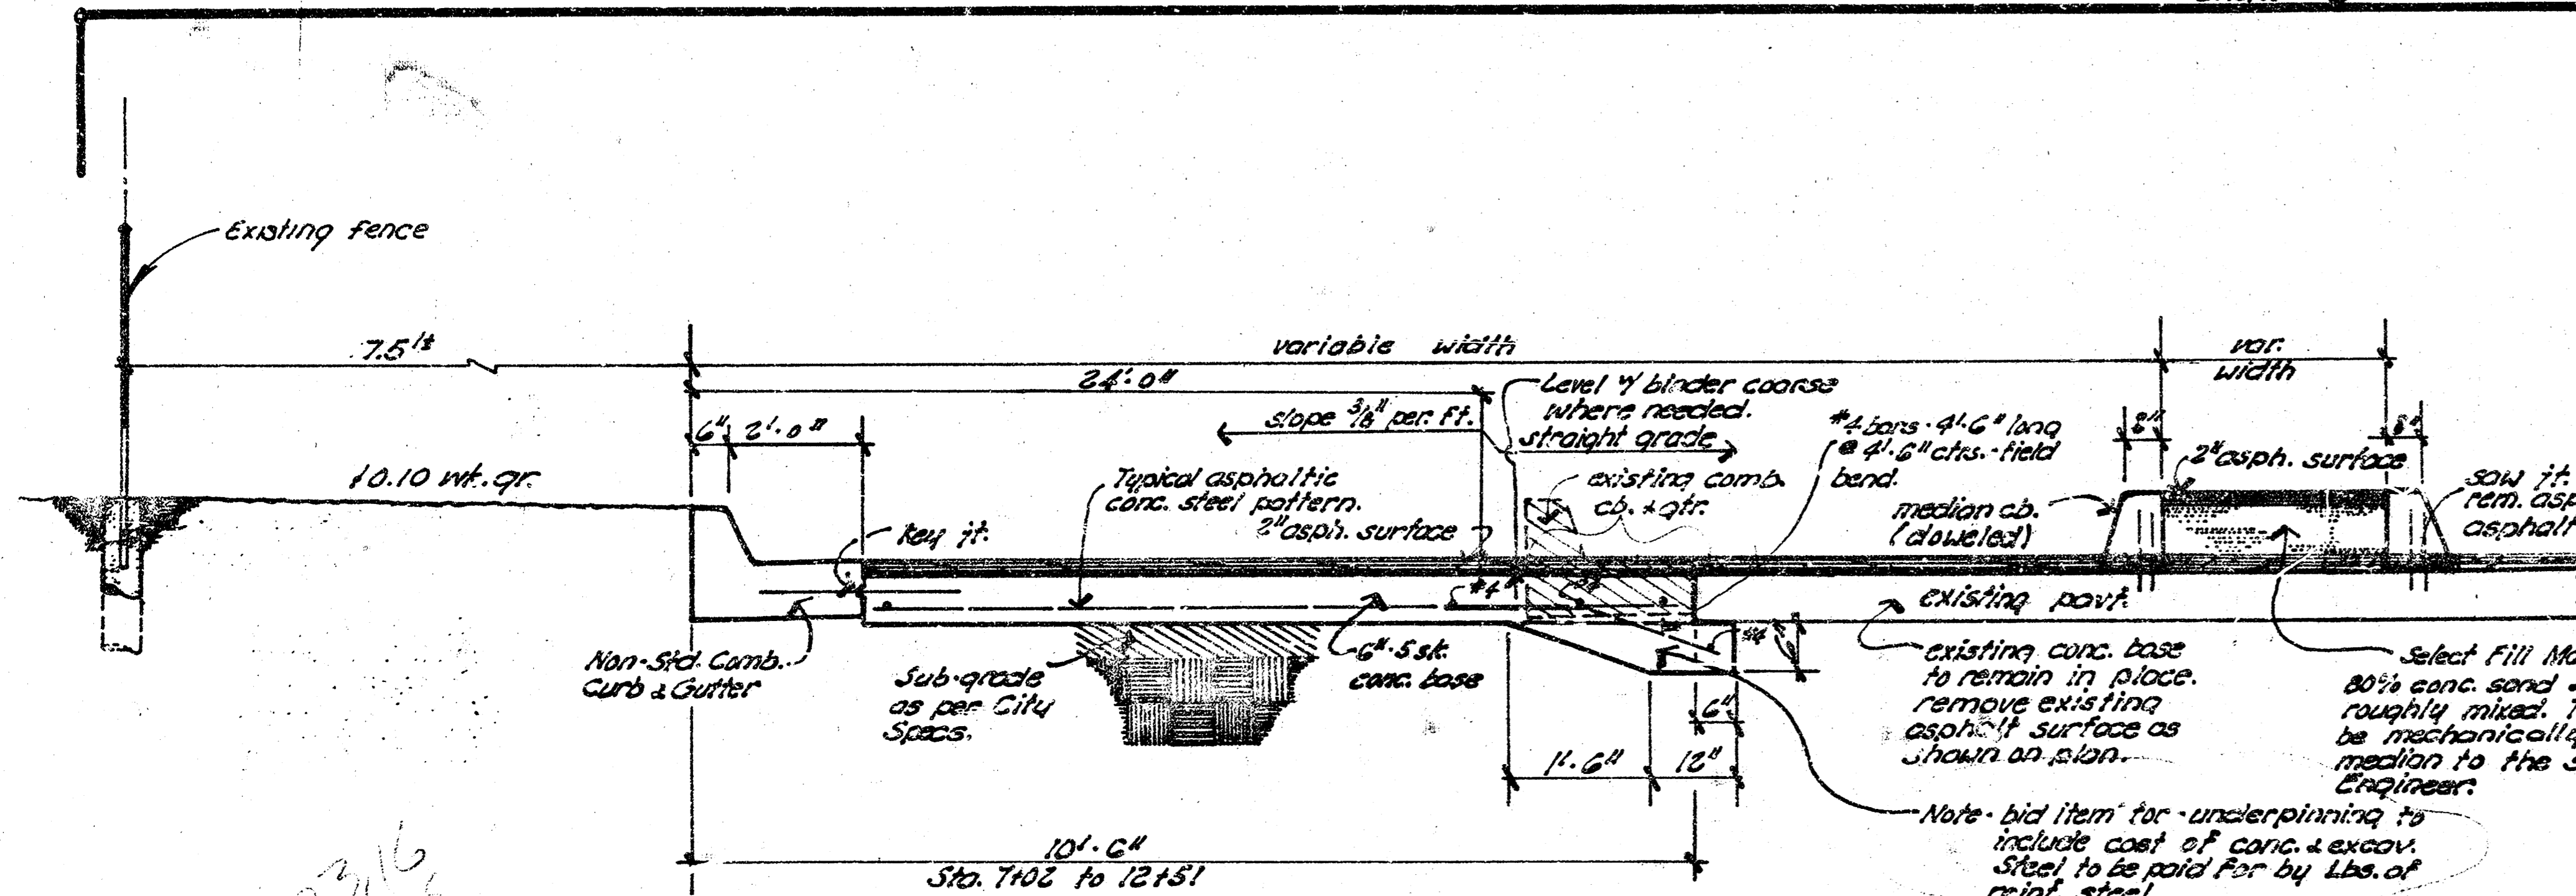 Existing fence
7.5'±
variable width
var.
width
24'-0"
Level w/ binder coarse
where needed.
slope 3/8" per. ft.
straight grade
6"
2'-0"
#4 bars-4'-6" long
@ 4'-6" ctrs.-field
bend.
8"
8"
10.10 wt. gr.
Typical asphaltic
conc. steel pattern.
2" asph. surface
existing comb.
cb. & gtr.
2" asph. surface
median cb.
(doweled)
saw jt.
rem. asp
asphalt
key jt.
#4
#4
existing pavt.
6"
Non-Std. Comb.
Curb & Gutter
Sub-grade
as per City
Specs.
6"-5 sk.
conc. base
existing conc. base
to remain in place.
remove existing
asphalt surface as
shown on plan.
Select Fill Ma
80% conc. sand
roughly mixed. T
be mechanically
median to the S
Engineer.
6"
1'-6"
12"
Note-bid item for-underpinning to
include cost of conc. & excav.
Steel to be paid for by Lbs. of
reinf. steel
10'-6"
Sta. 7+02 to 12+51